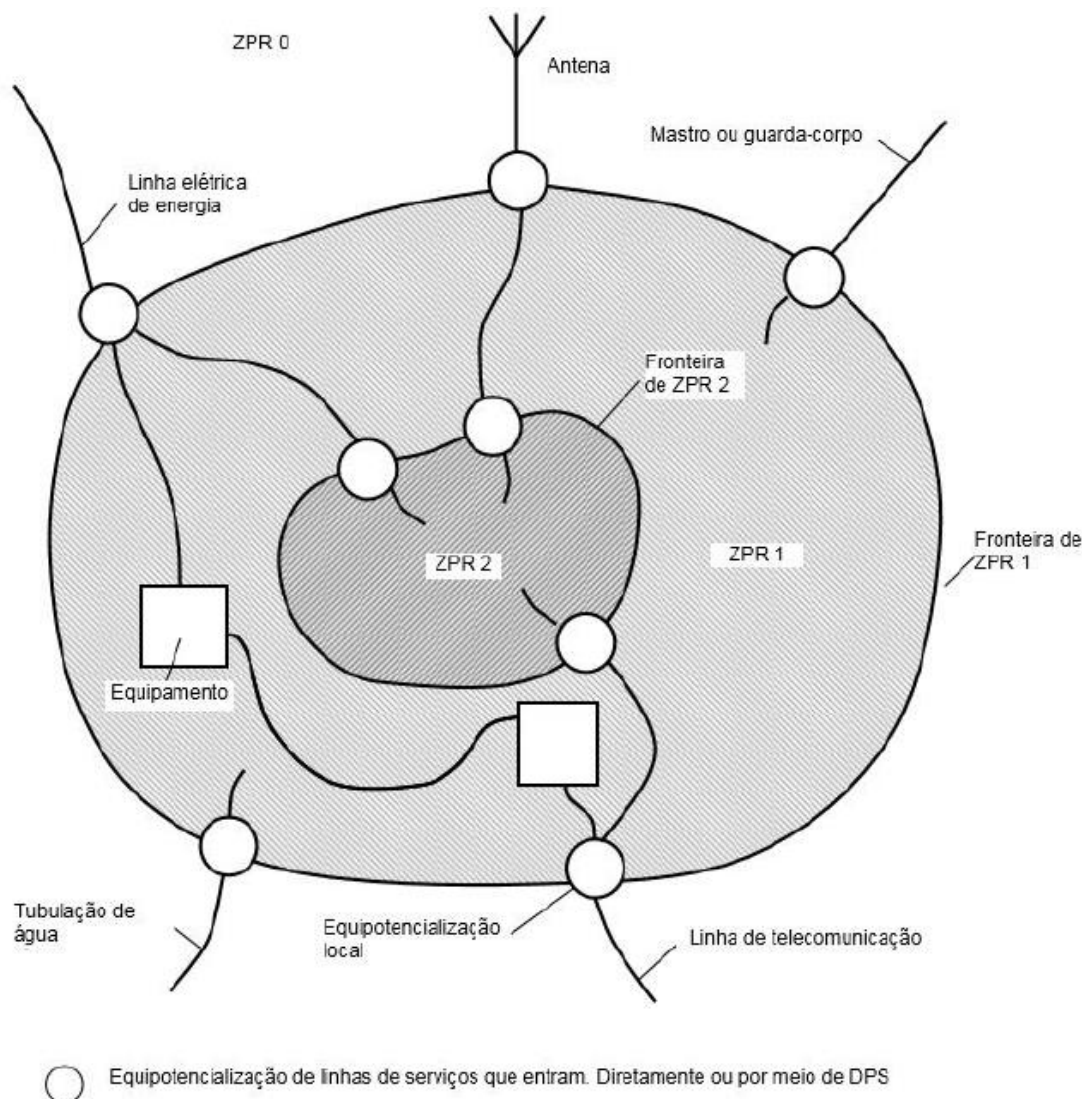 ZPR 0
Antena
Mastro ou guarda-corpo
Linha elétrica
de energia
Fronteira
de ZPR 2
ZPR 2
ZPR 1
Fronteira de
ZPR 1
Equipamento
Tubulação de
água
Equipotencialização
local
Linha de telecomunicação
Equipotencialização de linhas de serviços que entram. Diretamente ou por meio de DPS